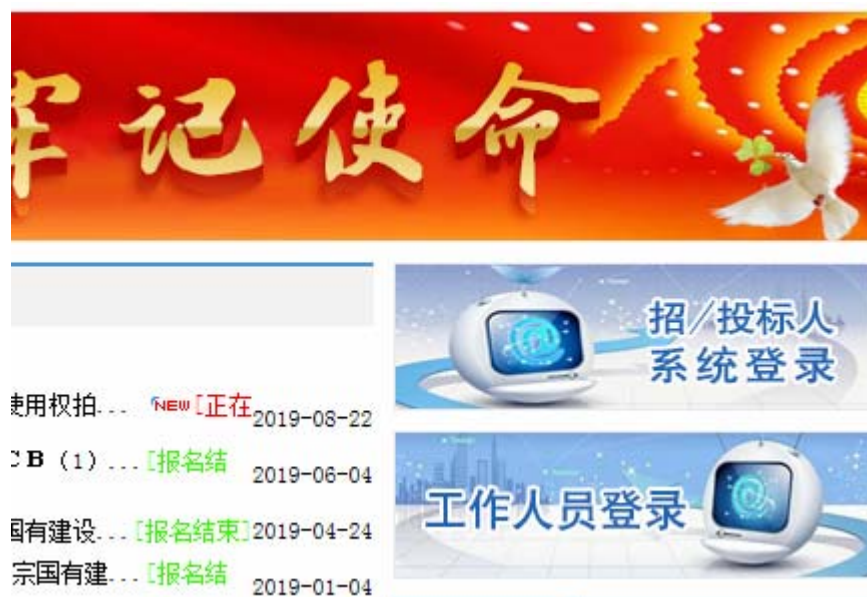 牢记使命
招/投标人
系统登录
使用权拍... NEW [正在
2019-08-22
C B (1)...[报名结
2019-06-04
工作人员登录
国有建设...[报名结束]2019-04-24
宗国有建...[报名结
2019-01-04